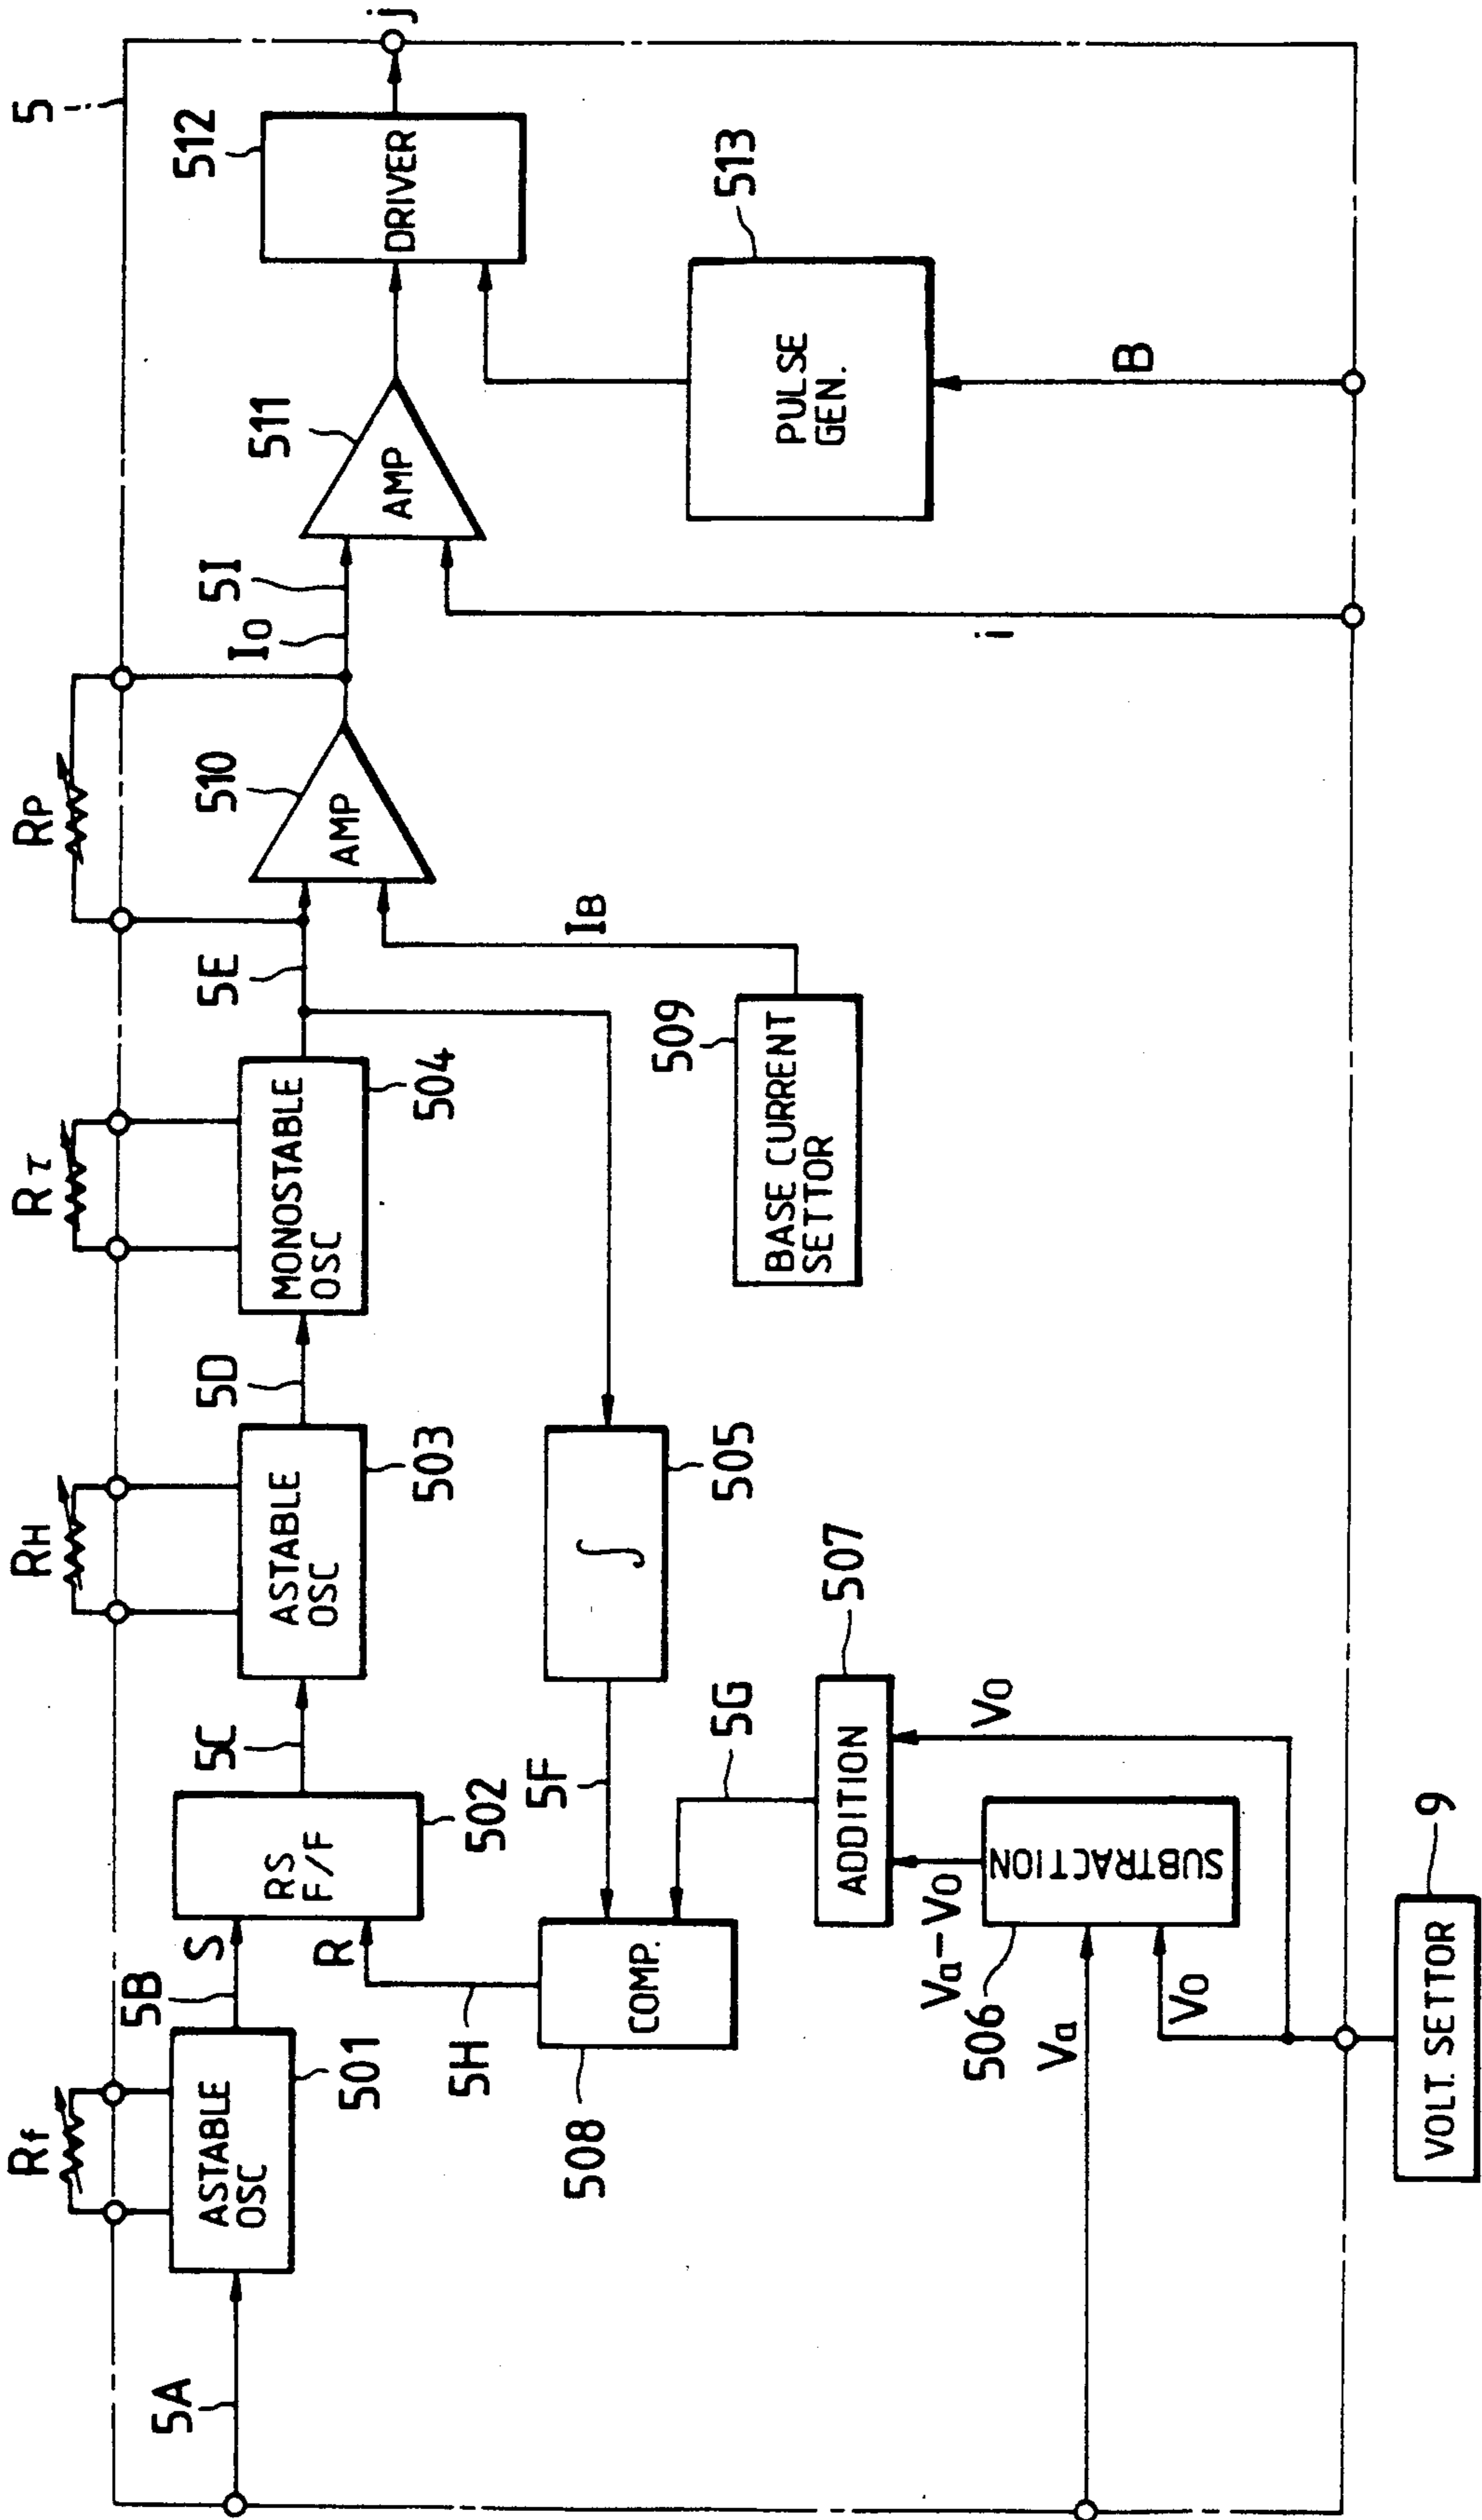 5
Rf
RH
Rτ
RP
5A
ASTABLE
OSC
501
5B
S
R
RS
F/F
502
5C
ASTABLE
OSC
503
5D
MONOSTABLE
OSC
504
5E
AMP
510
IO
5I
AMP
511
DRIVER
512
j
5H
COMP.
508
5F
∫
505
5G
ADDITION
507
Va-VO
SUBTRACTION
506
Va
VO
VO
VOLT. SETTOR
9
BASE CURRENT
SETTOR
509
IB
i
PULSE
GEN.
513
B